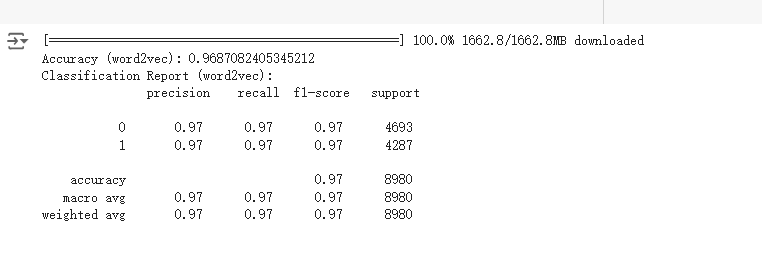 [==================================================] 100.0% 1662.8/1662.8MB downloaded
Accuracy (word2vec): 0.9687082405345212
Classification Report (word2vec):
              precision    recall  f1-score   support

           0       0.97      0.97      0.97      4693
           1       0.97      0.97      0.97      4287

    accuracy                           0.97      8980
   macro avg       0.97      0.97      0.97      8980
weighted avg       0.97      0.97      0.97      8980